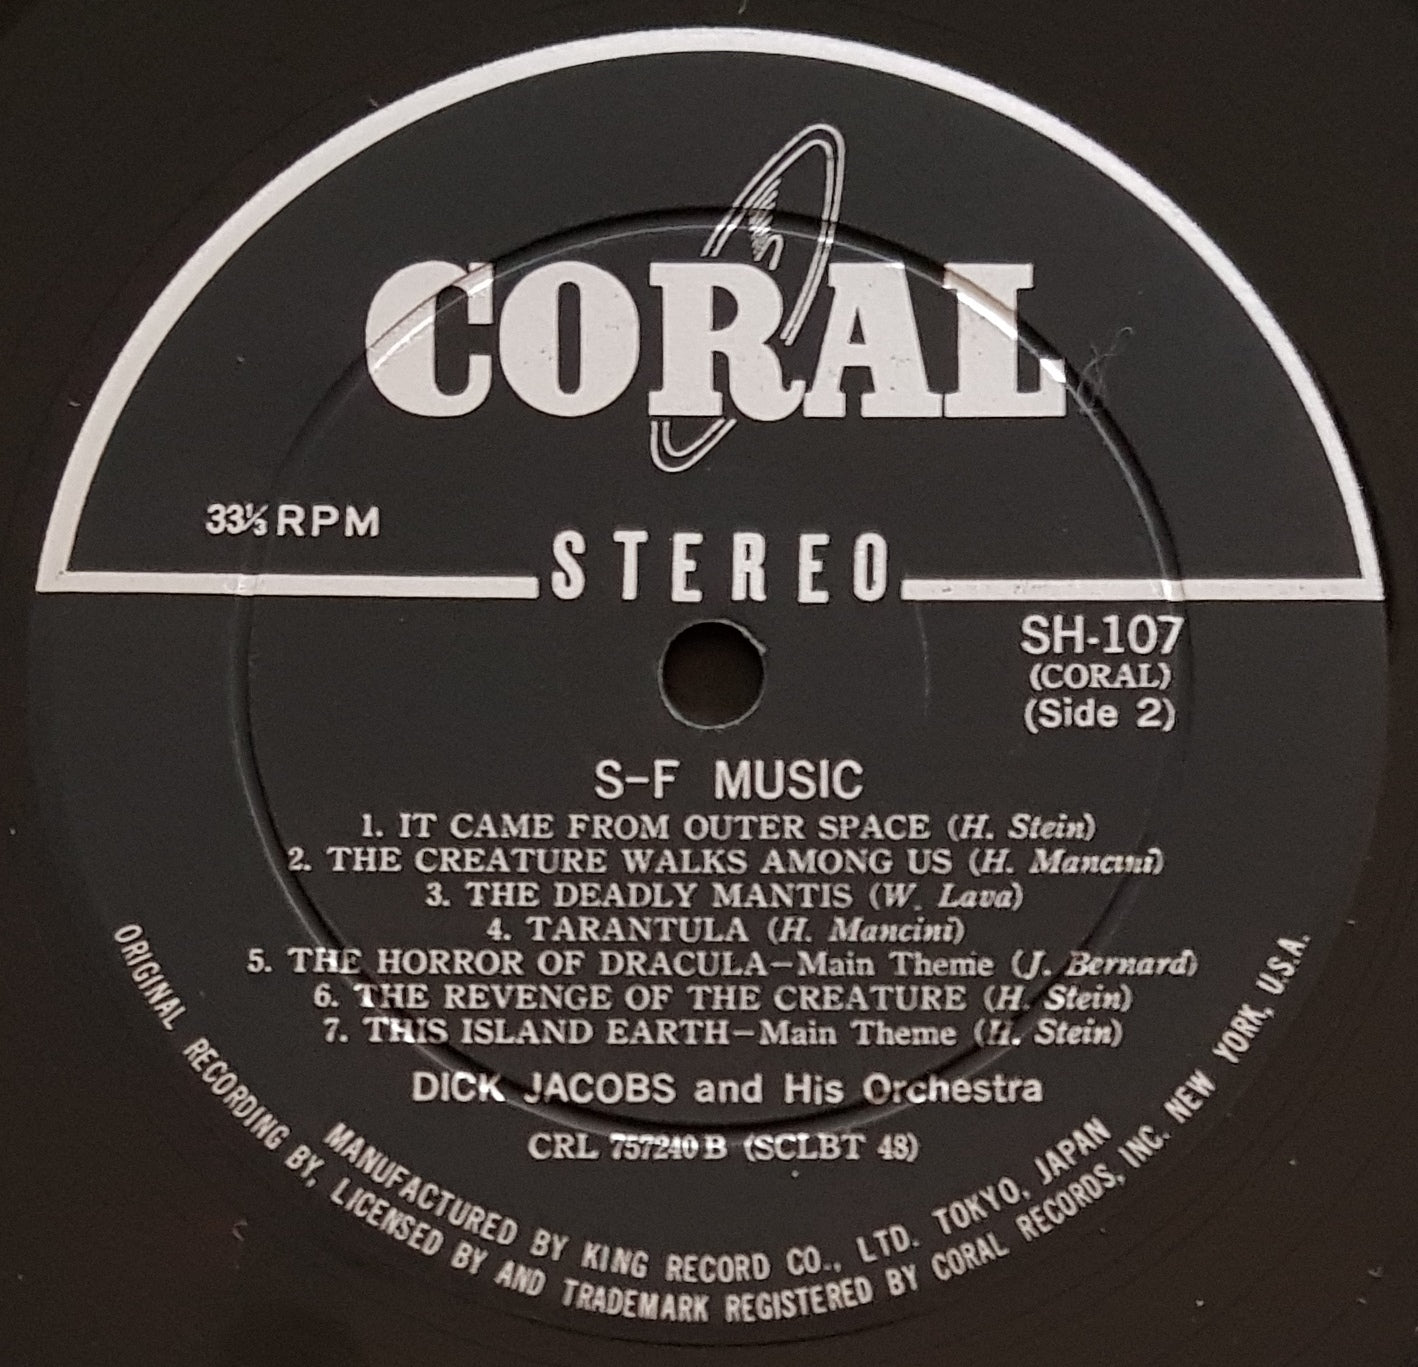 CORAL
33⅓ RPM
STEREO
SH-107
(CORAL)
(Side 2)
S-F MUSIC
1. IT CAME FROM OUTER SPACE (H. Stein)
2. THE CREATURE WALKS AMONG US (H. Mancini)
3. THE DEADLY MANTIS (W. Lava)
4. TARANTULA (H. Mancini)
5. THE HORROR OF DRACULA—Main Theme (J. Bernard)
6. THE REVENGE OF THE CREATURE (H. Stein)
7. THIS ISLAND EARTH—Main Theme (H. Stein)
DICK JACOBS and His Orchestra
CRL 757240 B (SCLBT 48)
MANUFACTURED BY KING RECORD CO., LTD. TOKYO. JAPAN
ORIGINAL RECORDING BY, LICENSED BY AND TRADEMARK REGISTERED BY CORAL RECORDS, INC. NEW YORK, U.S.A.